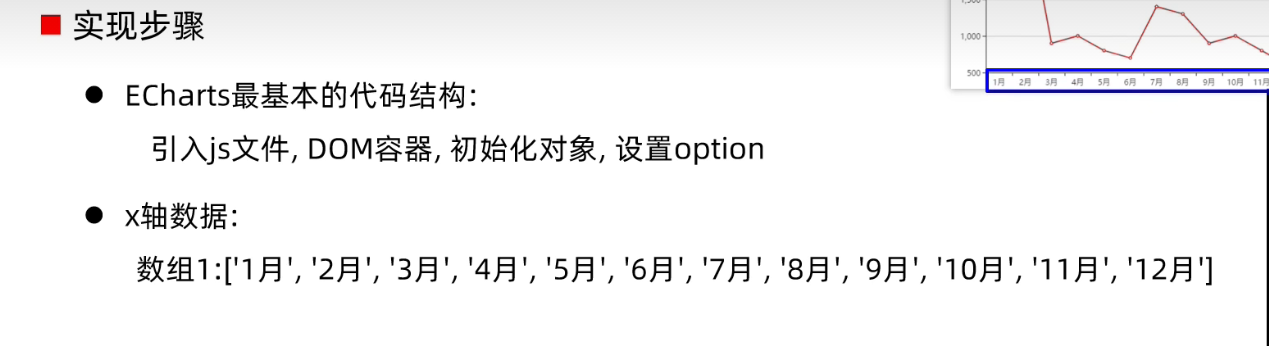 实现步骤
ECharts最基本的代码结构:
引入js文件, DOM容器, 初始化对象, 设置option
x轴数据:
数组1:['1月', '2月', '3月', '4月', '5月', '6月', '7月', '8月', '9月', '10月', '11月', '12月']
1,500
1,000
500
1月 2月 3月 4月 5月 6月 7月 8月 9月 10月 11月